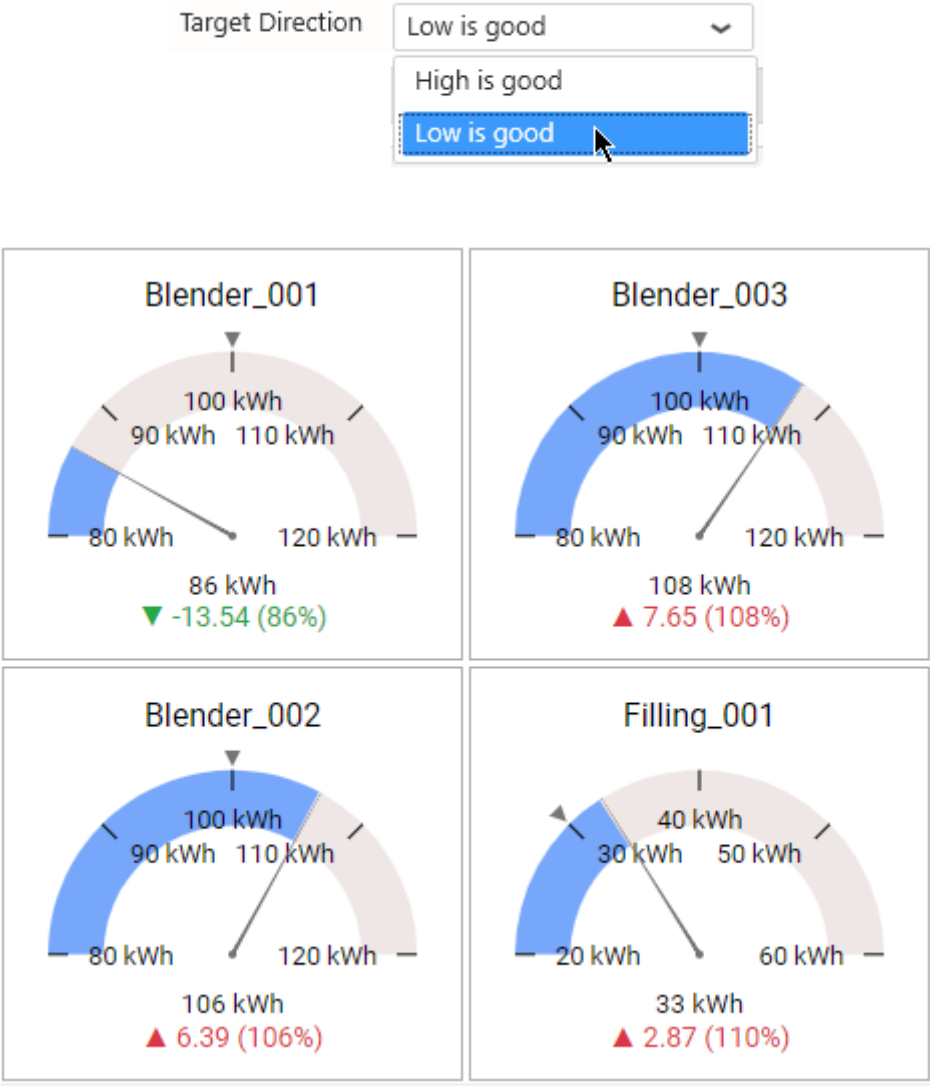 Target Direction
Low is good
High is good
Low is good
Blender_001
100 kWh
90 kWh 110 kWh
80 kWh 120 kWh
86 kWh
▼ -13.54 (86%)
Blender_003
100 kWh
90 kWh 110 kWh
80 kWh 120 kWh
108 kWh
▲ 7.65 (108%)
Blender_002
100 kWh
90 kWh 110 kWh
80 kWh 120 kWh
106 kWh
▲ 6.39 (106%)
Filling_001
40 kWh
30 kWh 50 kWh
20 kWh 60 kWh
33 kWh
▲ 2.87 (110%)